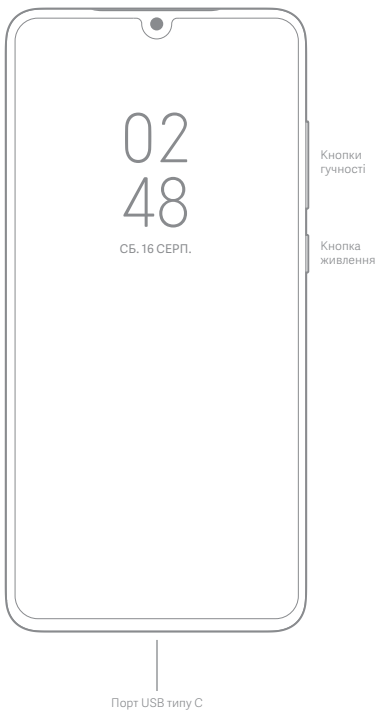 02
48
СБ. 16 СЕРП.
Кнопки
гучності
Кнопка
живлення
Порт USB типу C